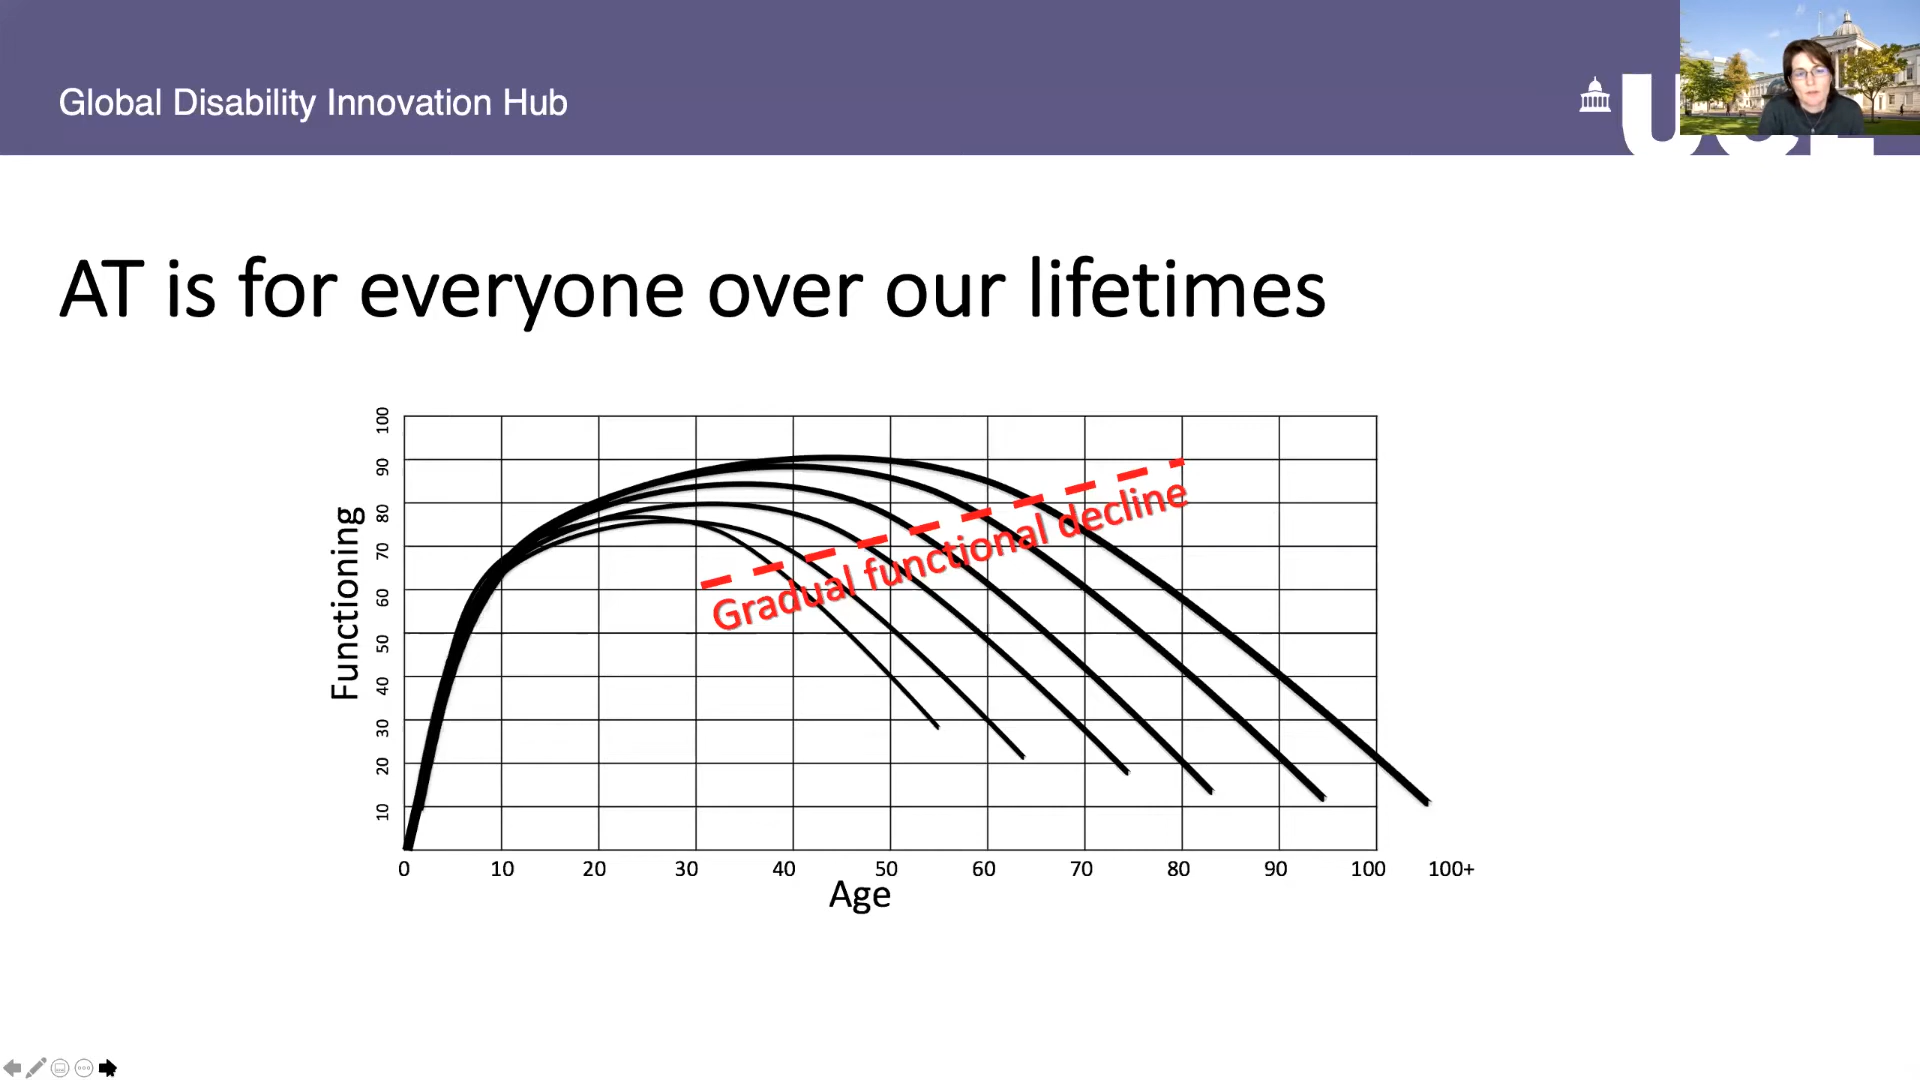 Global Disability Innovation Hub
AT is for everyone over our lifetimes
Functioning
100
90
80
70
60
50
40
30
20
10
Gradual functional decline
0 10 20 30 40 50 60 70 80 90 100 100+
Age